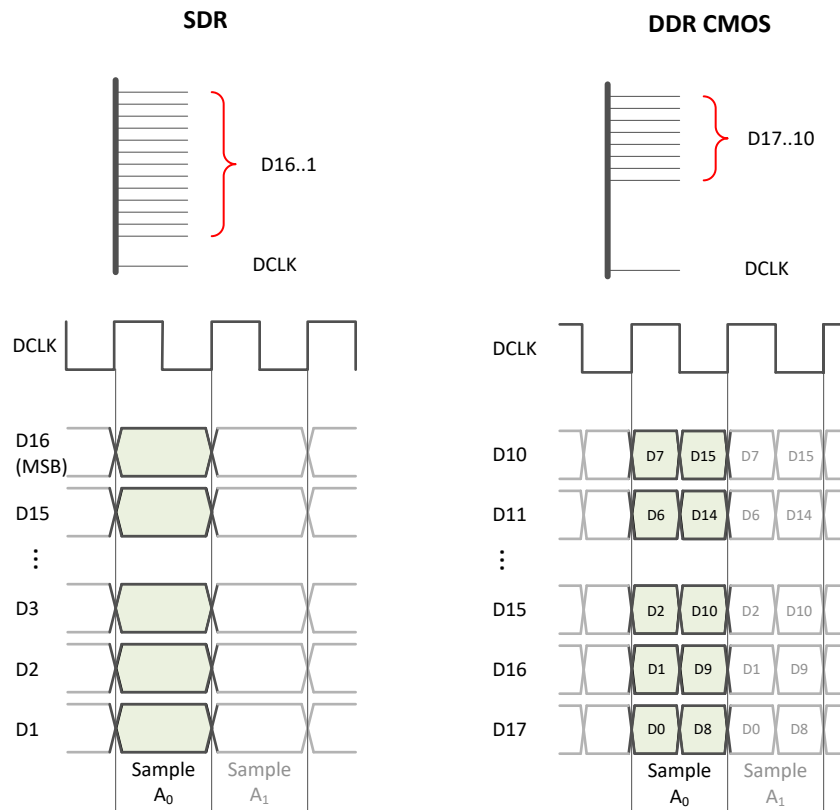 SDR
D16..1
DCLK
DCLK
D16
(MSB)
D15
⋮
D3
D2
D1
Sample
A0
Sample
A1
DDR CMOS
D17..10
DCLK
DCLK
D10
D7 D15 D7 D15
D11
D6 D14 D6 D14
⋮
D15
D2 D10 D2 D10
D16
D1 D9 D1 D9
D17
D0 D8 D0 D8
Sample
A0
Sample
A1